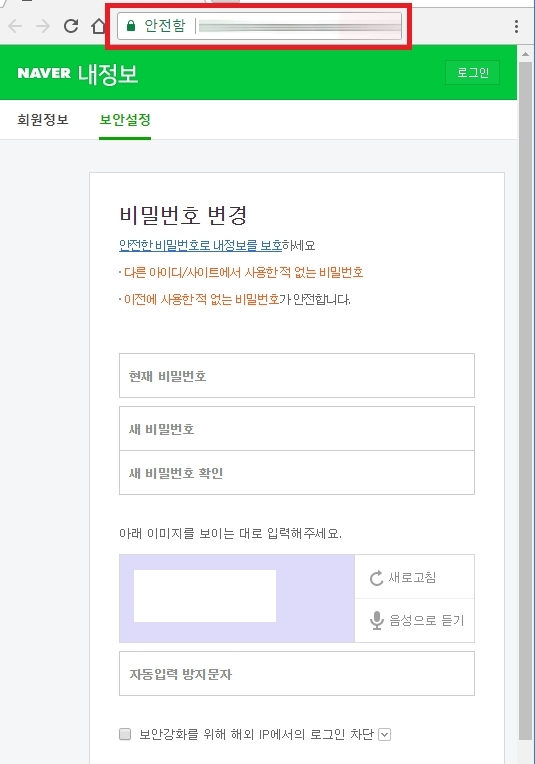 안전함
NAVER 내정보
로그인
회원정보 보안설정
비밀번호 변경
안전한 비밀번호로 내정보를 보호하세요
· 다른 아이디/사이트에서 사용한 적 없는 비밀번호
· 이전에 사용한 적 없는 비밀번호가 안전합니다.
현재 비밀번호
새 비밀번호
새 비밀번호 확인
아래 이미지를 보이는 대로 입력해주세요.
새로고침
음성으로 듣기
자동입력 방지문자
보안강화를 위해 해외 IP에서의 로그인 차단